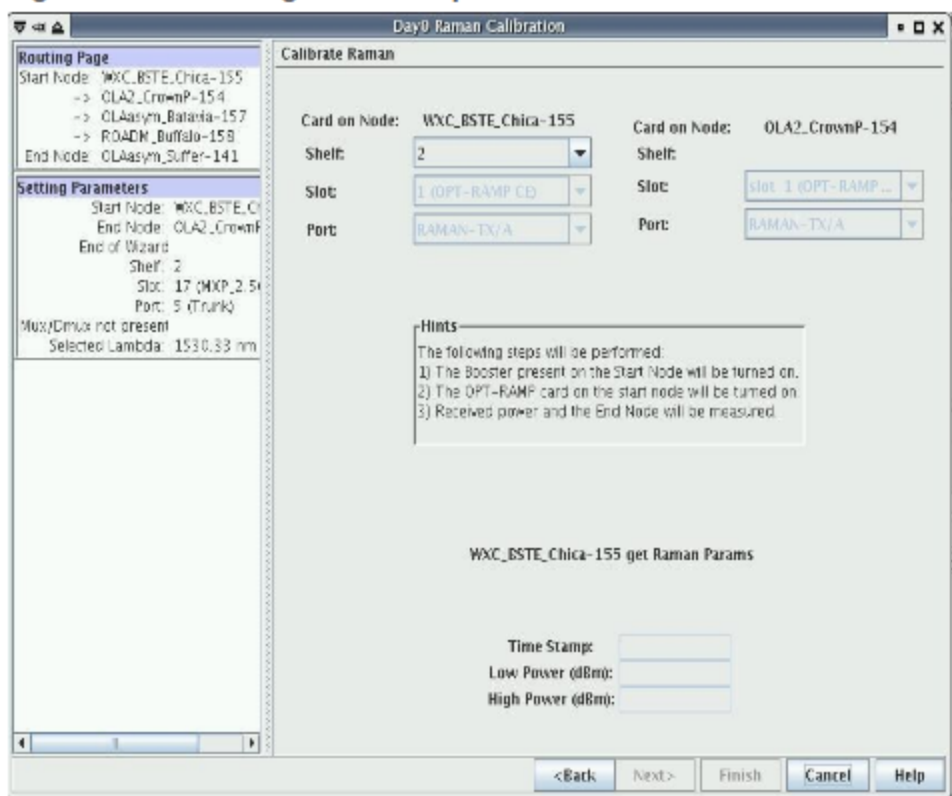 Day0 Raman Calibration
Routing Page
Start Node: WXC_BSTE_Chica-155
-> OLA2_CrownP-154
-> OLAasym_Batavia-157
-> ROADM_Buffalo-158
End Node: OLAasym_Suffer-141
Setting Parameters
Start Node: WXC_BSTE_C
End Node: OLA2_Crown
End of Wizard
Shelf: 2
Slot: 17 (MXP_2.5
Port: 5 (Trunk)
Mux/Dmux not present
Selected Lambda: 1530.33 nm
Calibrate Raman
Card on Node: WXC_BSTE_Chica-155
Shelf: 2
Slot: 1 (OPT-RAMP CE)
Port: RAMAN-TX/A
Card on Node: OLA2_CrownP-154
Shelf:
Slot: slot 1 (OPT-RAMP ...
Port: RAMAN-TX/A
Hints
The following steps will be performed:
1) The Booster present on the Start Node will be turned on.
2) The OPT-RAMP card on the start node will be turned on
3) Received power and the End Node will be measured.
WXC_BSTE_Chica-155 get Raman Params
Time Stamp:
Low Power (dBm):
High Power (dBm):
<Back Next> Finish Cancel Help